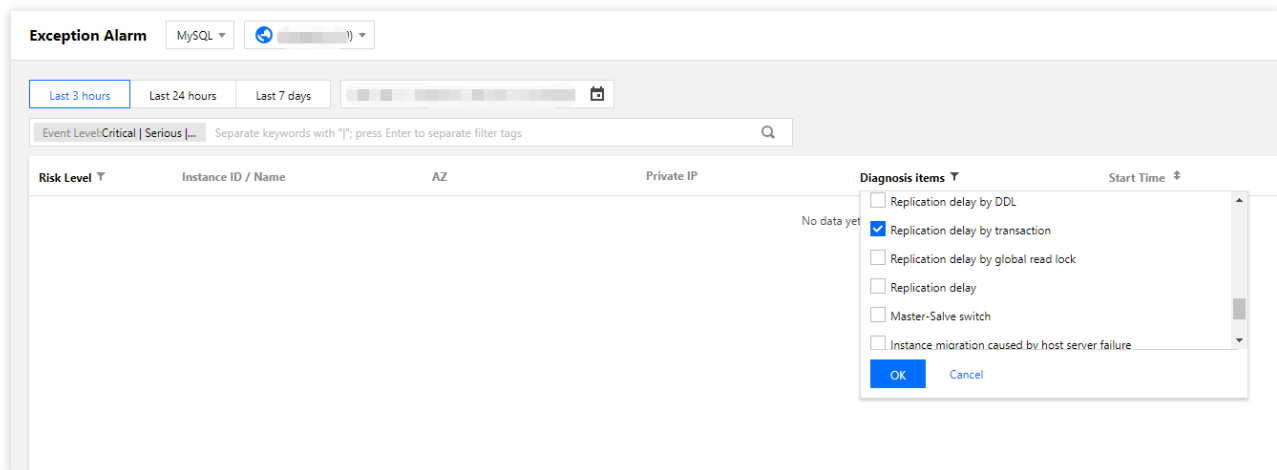 Exception Alarm MySQL
Last 3 hours Last 24 hours Last 7 days
Event Level:Critical | Serious |... Separate keywords with "|"; press Enter to separate filter tags
Risk Level Instance ID / Name AZ Private IP Diagnosis items Start Time
No data yet
Replication delay by DDL
Replication delay by transaction
Replication delay by global read lock
Replication delay
Master-Salve switch
Instance migration caused by host server failure
OK Cancel